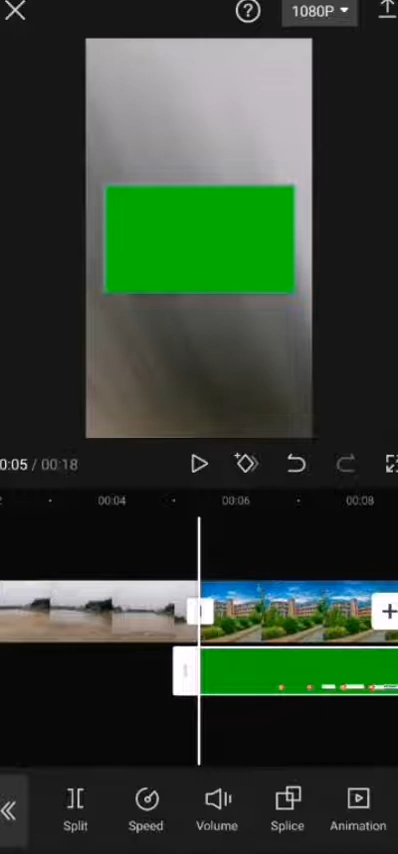 1080P
0:05 / 00:18
00:04
00:06
00:08
Split
Speed
Volume
Splice
Animation